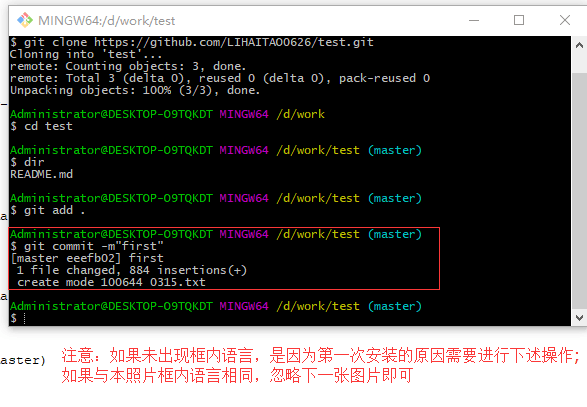 MINGW64:/d/work/test
$ git clone https://github.com/LIHAITAO0626/test.git
Cloning into 'test'...
remote: Counting objects: 3, done.
remote: Total 3 (delta 0), reused 0 (delta 0), pack-reused 0
Unpacking objects: 100% (3/3), done.
Administrator@DESKTOP-O9TQKDT MINGW64 /d/work
$ cd test
Administrator@DESKTOP-O9TQKDT MINGW64 /d/work/test (master)
$ dir
README.md
Administrator@DESKTOP-O9TQKDT MINGW64 /d/work/test (master)
$ git add .
Administrator@DESKTOP-O9TQKDT MINGW64 /d/work/test (master)
$ git commit -m"first"
[master eeefb02] first
1 file changed, 884 insertions(+)
create mode 100644 0315.txt
Administrator@DESKTOP-O9TQKDT MINGW64 /d/work/test (master)
$
aster) 注意：如果未出现框内语言，是因为第一次安装的原因需要进行下述操作;
如果与本照片框内语言相同，忽略下一张图片即可